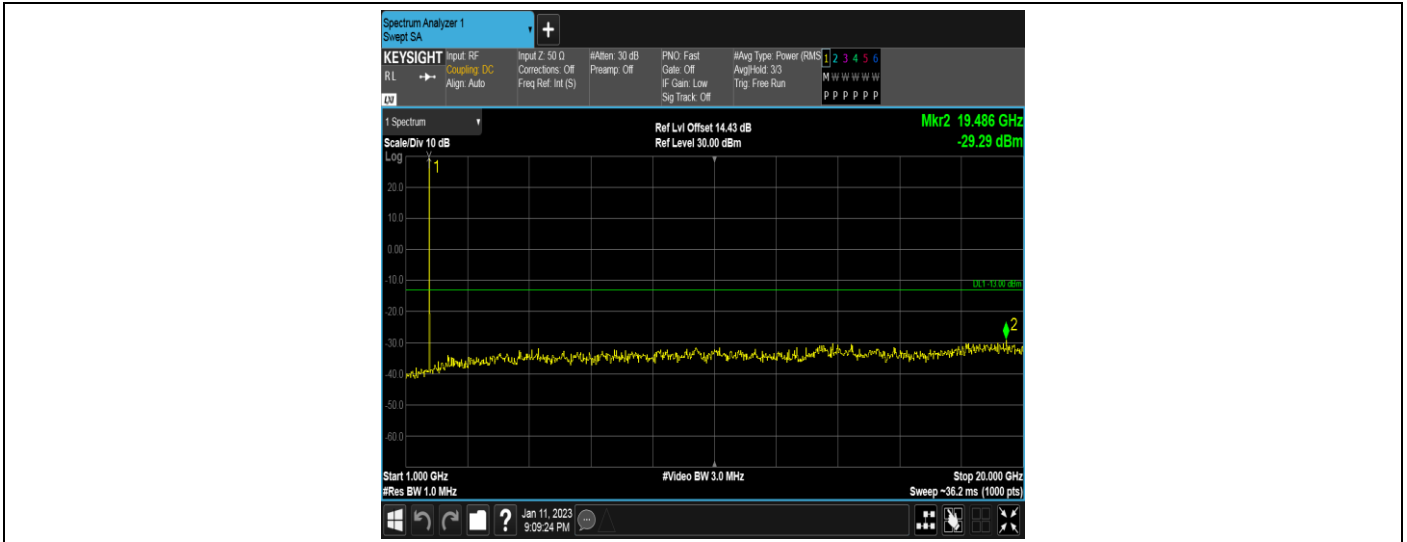 Spectrum Analyzer 1
Swept SA
+
KEYSIGHT
RL
LXI
Input: RF
Coupling: DC
Align: Auto
Input Z: 50 Ω
Corrections: Off
Freq Ref: Int (S)
#Atten: 30 dB
Preamp: Off
PNO: Fast
Gate: Off
IF Gain: Low
Sig Track: Off
#Avg Type: Power (RMS
Avg|Hold: 3/3
Trig: Free Run
1 2 3 4 5 6
M W W W W W
P P P P P P
1 Spectrum
Scale/Div 10 dB
Log
Ref Lvl Offset 14.43 dB
Ref Level 30.00 dBm
Mkr2 19.486 GHz
-29.29 dBm
1
20.0
10.0
0.00
-10.0
DL1 -13.00 dBm
-20.0
2
-30.0
-40.0
-50.0
-60.0
Start 1.000 GHz
#Res BW 1.0 MHz
#Video BW 3.0 MHz
Stop 20.000 GHz
Sweep ~36.2 ms (1000 pts)
?
Jan 11, 2023
9:09:24 PM